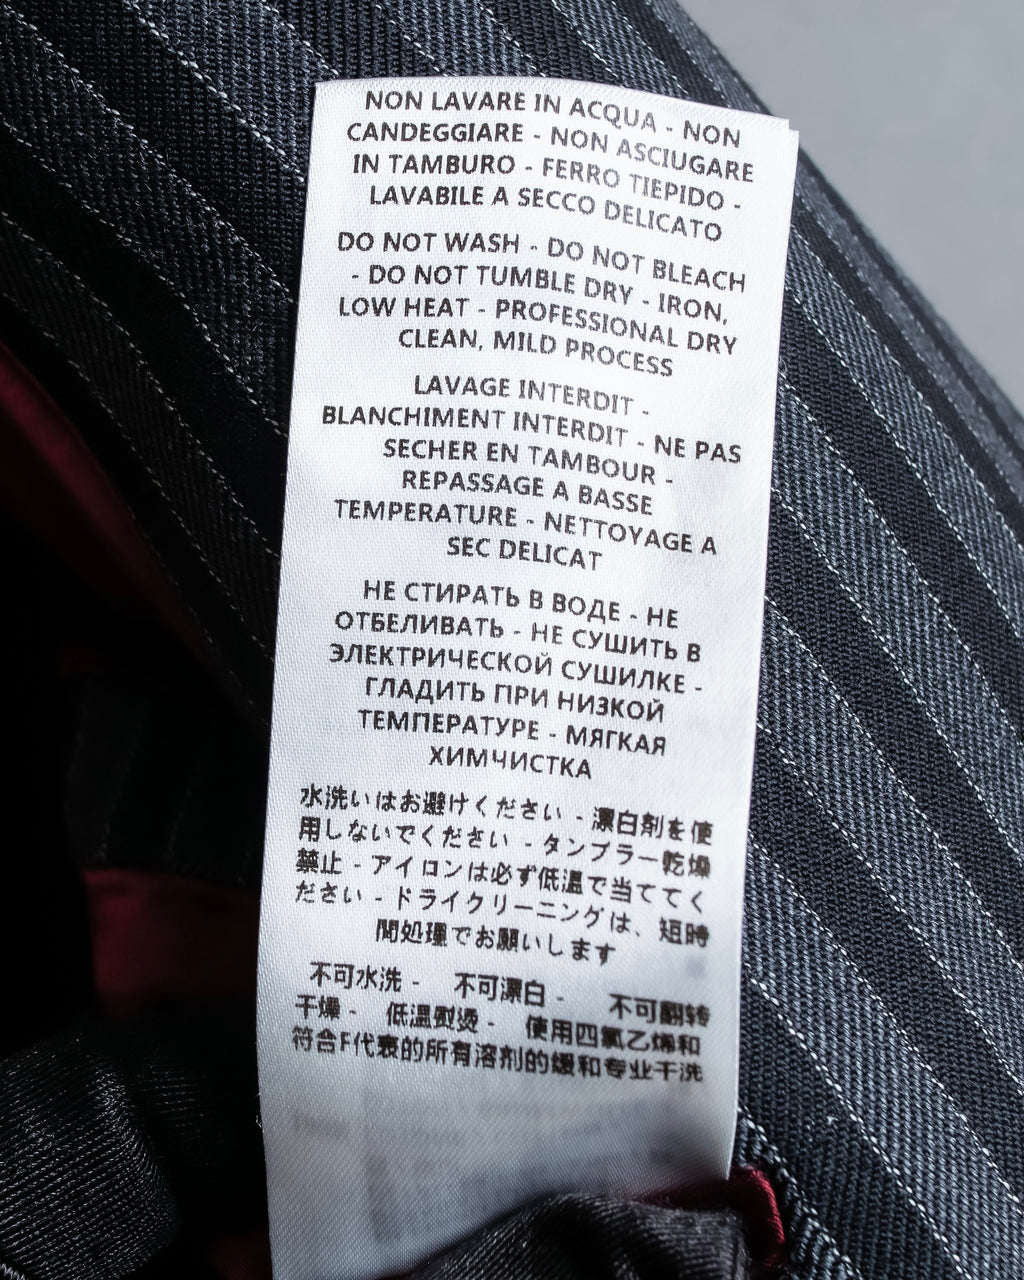 NON LAVARE IN ACQUA - NON
CANDEGGIARE - NON ASCIUGARE
IN TAMBURO - FERRO TIEPIDO -
LAVABILE A SECCO DELICATO
DO NOT WASH - DO NOT BLEACH
- DO NOT TUMBLE DRY - IRON,
LOW HEAT - PROFESSIONAL DRY
CLEAN, MILD PROCESS
LAVAGE INTERDIT -
BLANCHIMENT INTERDIT - NE PAS
SECHER EN TAMBOUR -
REPASSAGE A BASSE
TEMPERATURE - NETTOYAGE A
SEC DELICAT
НЕ СТИРАТЬ В ВОДЕ - НЕ
ОТБЕЛИВАТЬ - НЕ СУШИТЬ В
ЭЛЕКТРИЧЕСКОЙ СУШИЛКЕ -
ГЛАДИТЬ ПРИ НИЗКОЙ
ТЕМПЕРАТУРЕ - МЯГКАЯ
ХИМЧИСТКА
水洗いはお避けください - 漂白剤を使
用しないでください - タンブラー乾燥
禁止 - アイロンは必ず低温で当ててく
ださい - ドライクリーニングは、短時
間処理でお願いします
不可水洗 - 不可漂白 - 不可翻转
干燥 - 低温熨烫 - 使用四氯乙烯和
符合F代表的所有溶剂的缓和专业干洗